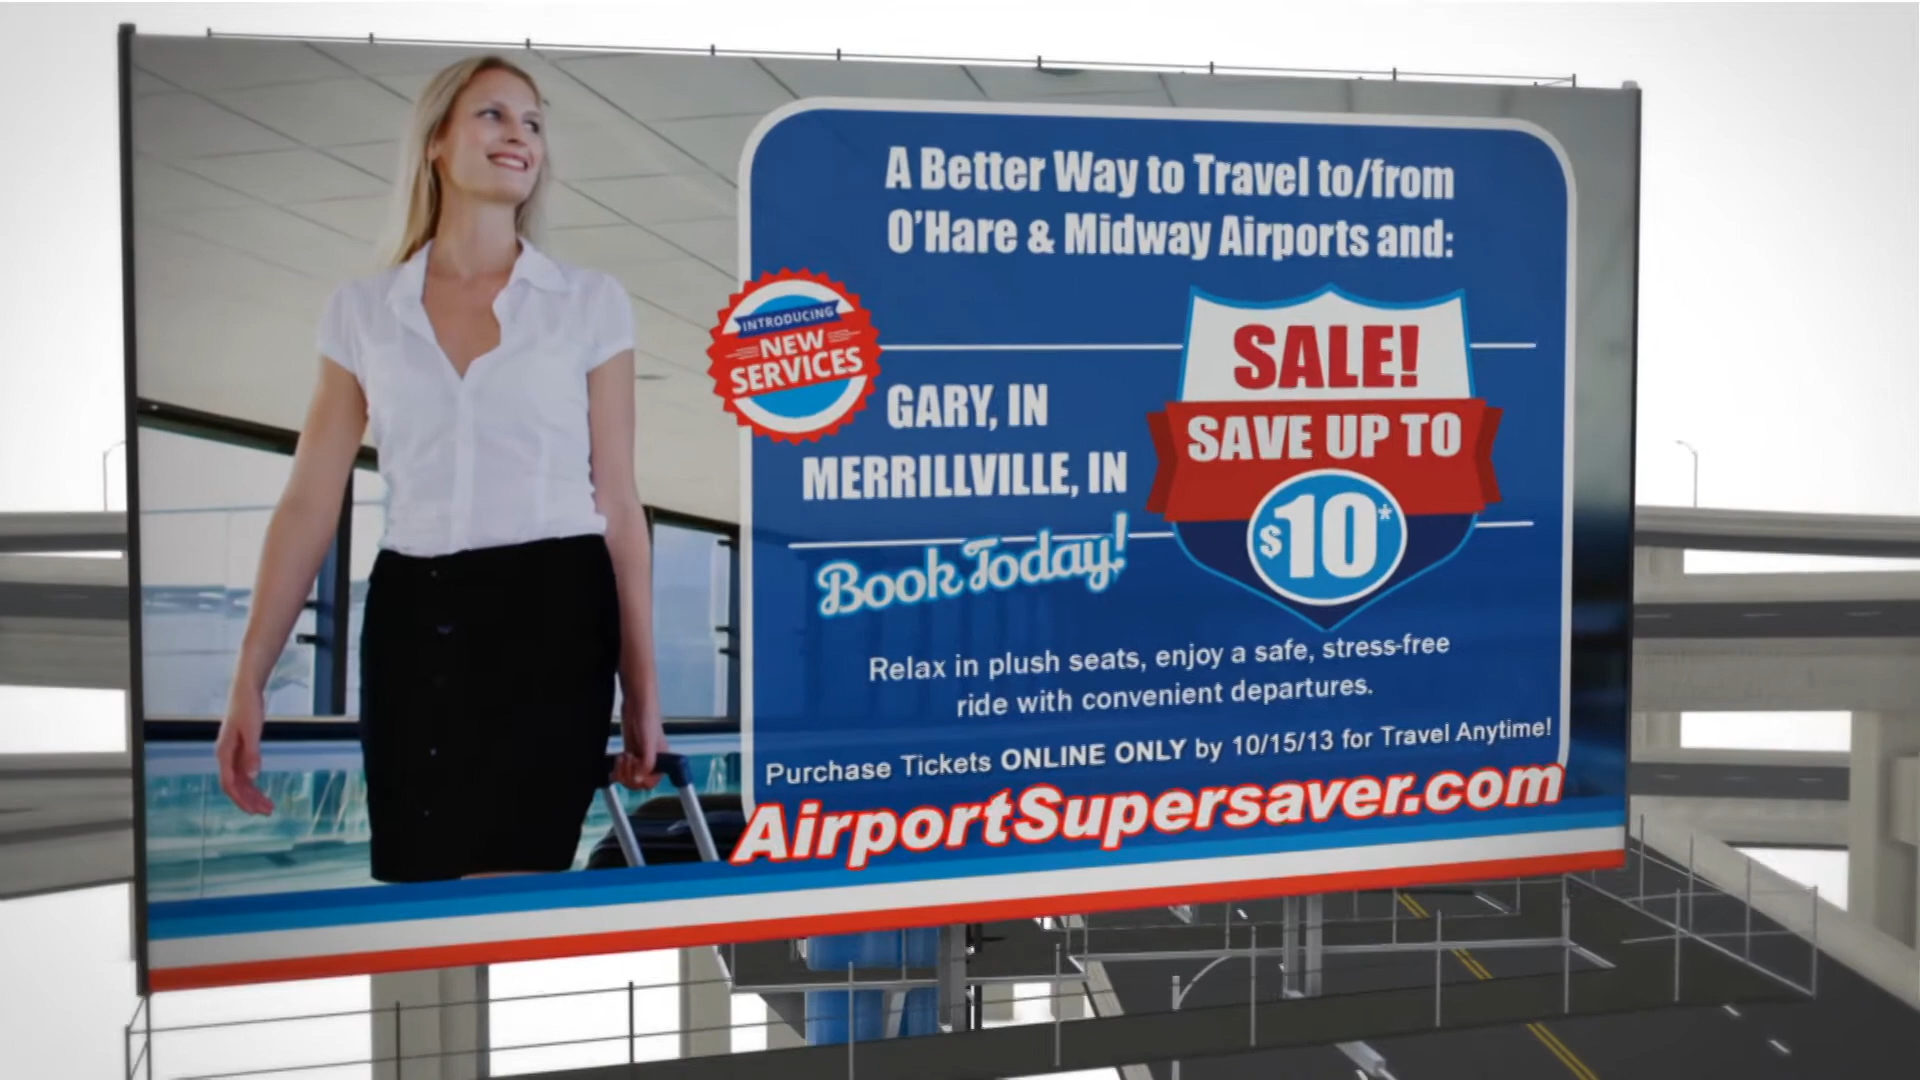 A Better Way to Travel to/from
O'Hare & Midway Airports and:
INTRODUCING
NEW
SERVICES
GARY, IN
MERRILLVILLE, IN
SALE!
SAVE UP TO
$10*
Book Today!
Relax in plush seats, enjoy a safe, stress-free
ride with convenient departures.
Purchase Tickets ONLINE ONLY by 10/15/13 for Travel Anytime!
AirportSupersaver.com